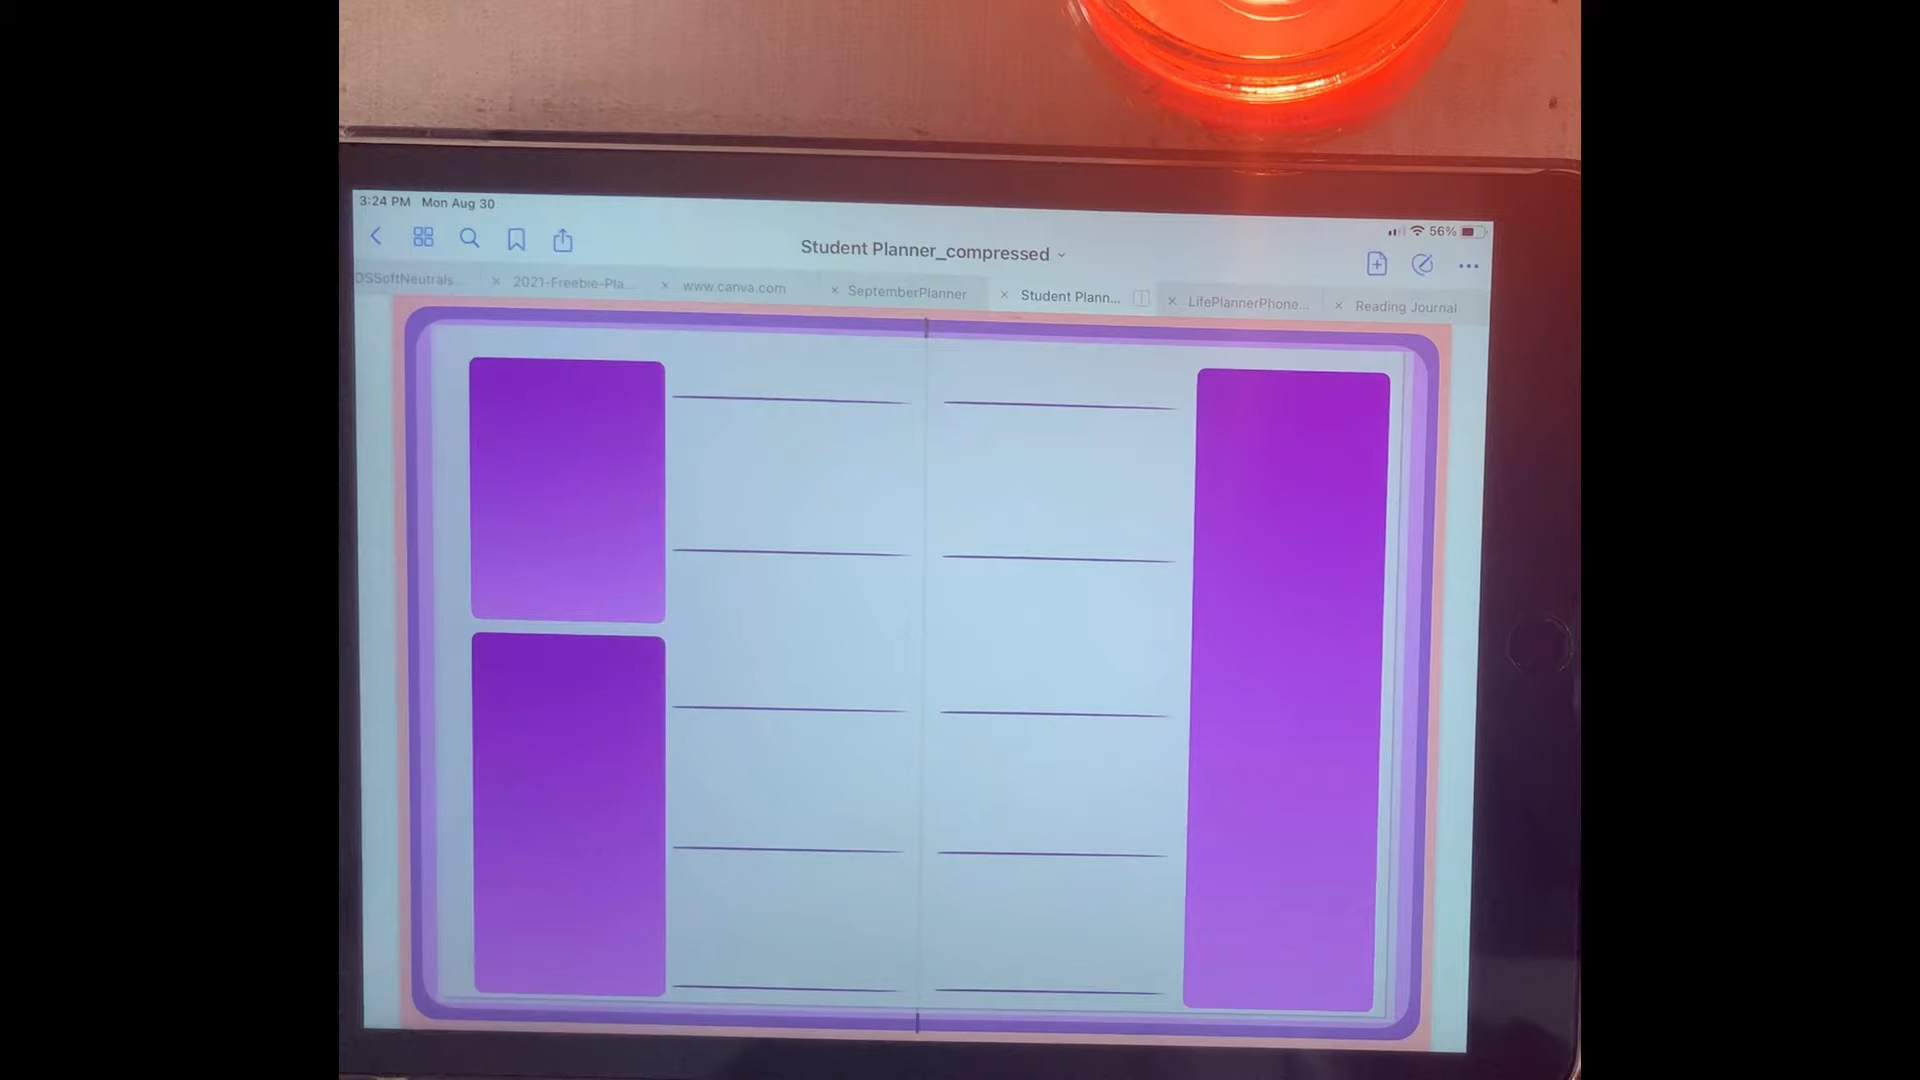 3:24 PM Mon Aug 30
56%
Student Planner_compressed
DSSoftNeutrals
2021-Freebie-Pla...
www.canva.com
SeptemberPlanner
Student Plann...
LifePlannerPhone...
Reading Journal